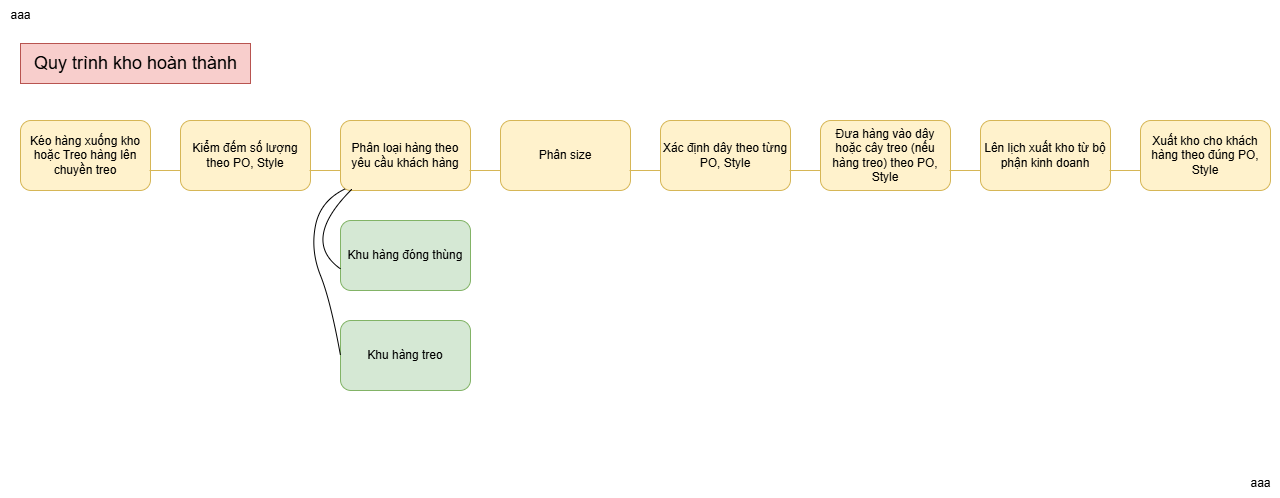 aaa
Quy trình kho hoàn thành
Kéo hàng xuống kho
hoặc Treo hàng lên
chuyền treo
Kiểm đếm số lượng
theo PO, Style
Phân loại hàng theo
yêu cầu khách hàng
Phân size
Xác định dây theo từng
PO, Style
Đưa hàng vào dây
hoặc cây treo (nếu
hàng treo) theo PO,
Style
Lên lịch xuất kho từ bộ
phận kinh doanh
Xuất kho cho khách
hàng theo đúng PO,
Style
Khu hàng đóng thùng
Khu hàng treo
aaa